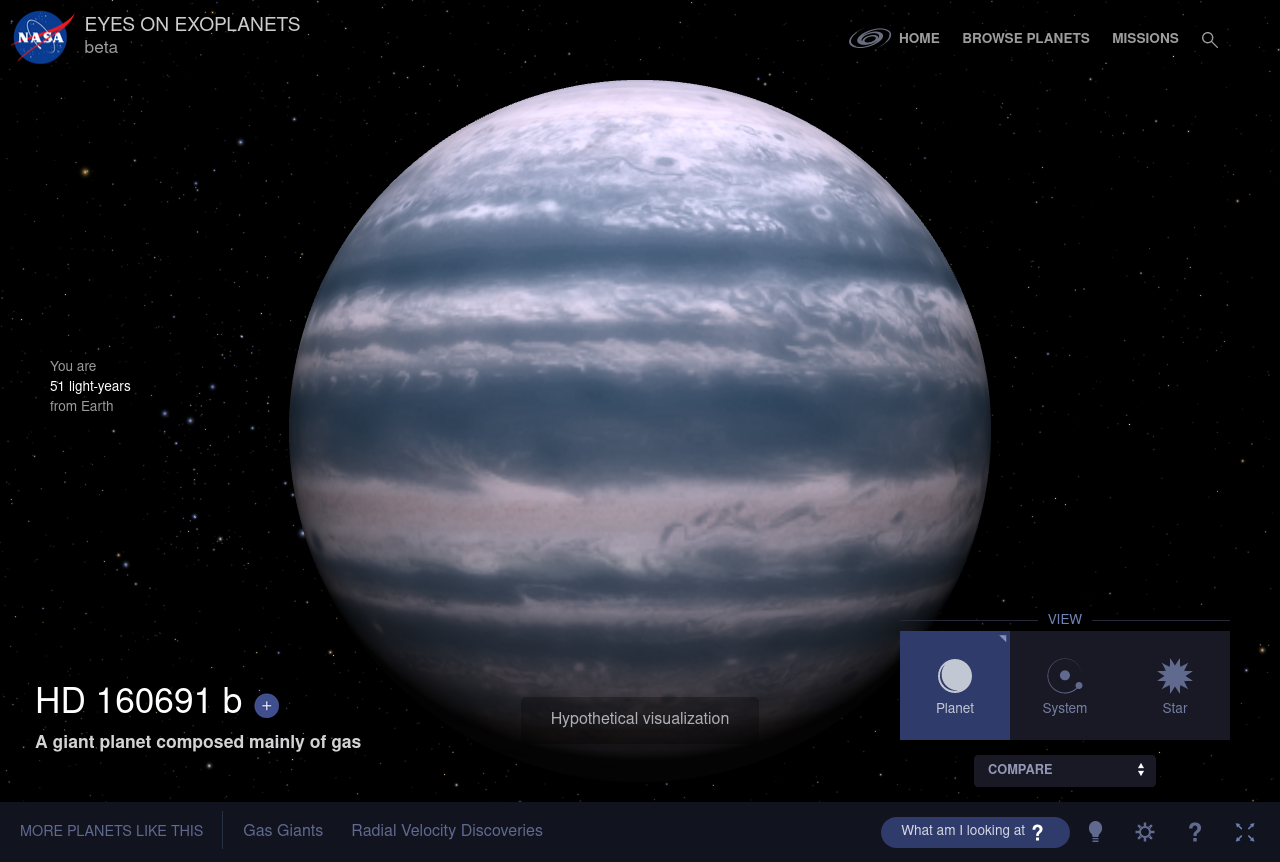 NASA
EYES ON EXOPLANETS
beta
HOME
BROWSE PLANETS
MISSIONS
You are
51 light-years
from Earth
HD 160691 b +
A giant planet composed mainly of gas
Hypothetical visualization
VIEW
Planet
System
Star
COMPARE
MORE PLANETS LIKE THIS
Gas Giants
Radial Velocity Discoveries
What am I looking at ?
?